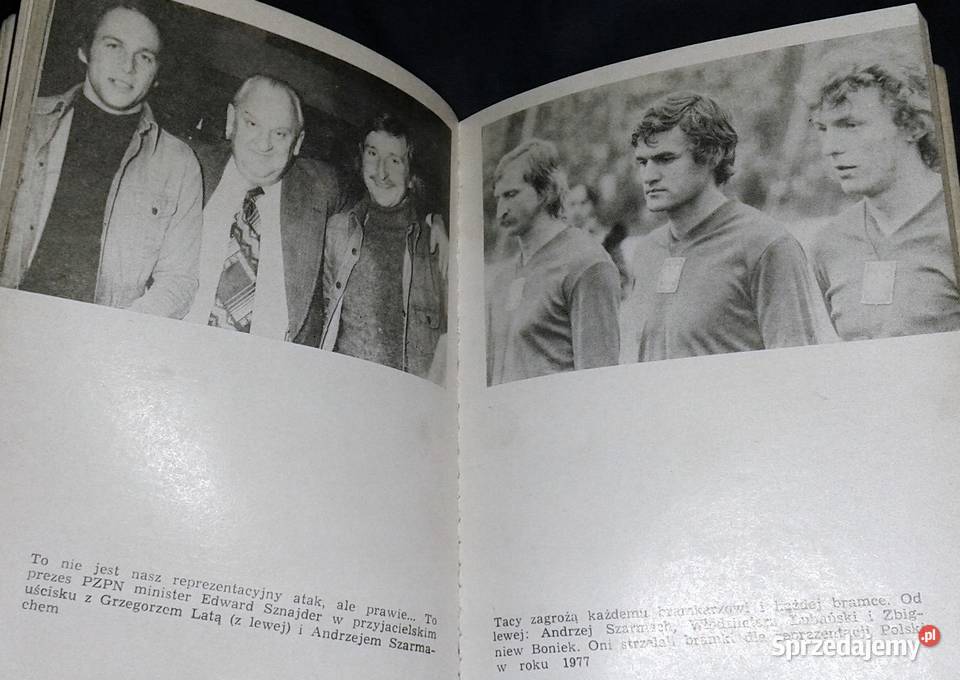 To nie jest nasz reprezentacyjny atak, ale prawie... To
prezes PZPN minister Edward Sznajder w przyjacielskim
uścisku z Grzegorzem Latą (z lewej) i Andrzejem Szarma-
chem
Tacy zagrożą każdemu bramkarzowi i każdej bramce. Od
lewej: Andrzej Szarmach, Włodzimierz Lubański i Zbig-
niew Boniek. Oni strzelali bramki dla reprezentacji Polski
w roku 1977
Sprzedajemy.pl